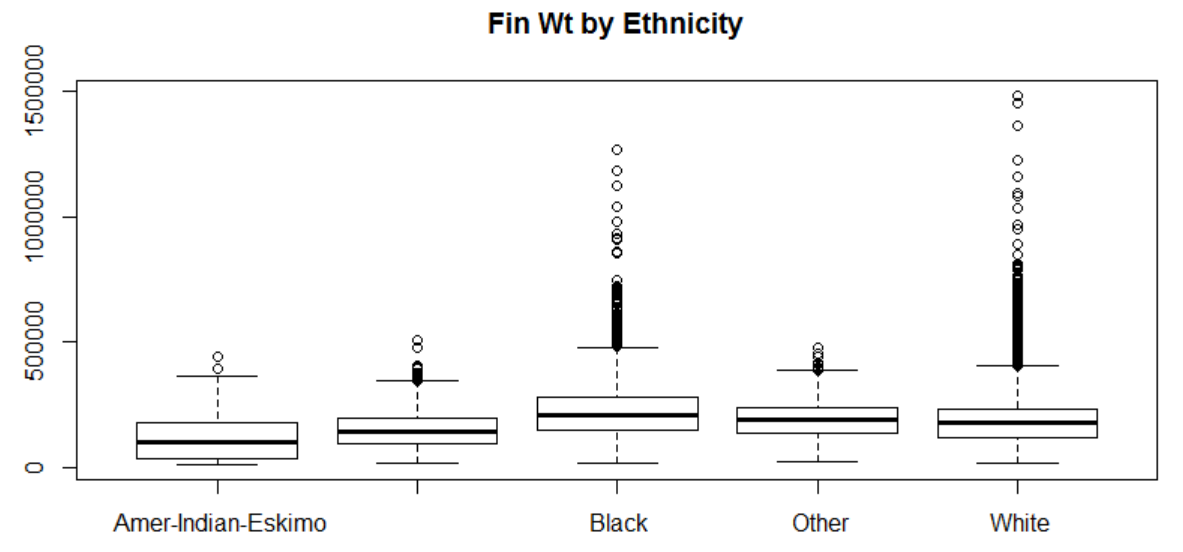 Fin Wt by Ethnicity
1500000
1000000
500000
0
Amer-Indian-Eskimo Black Other White